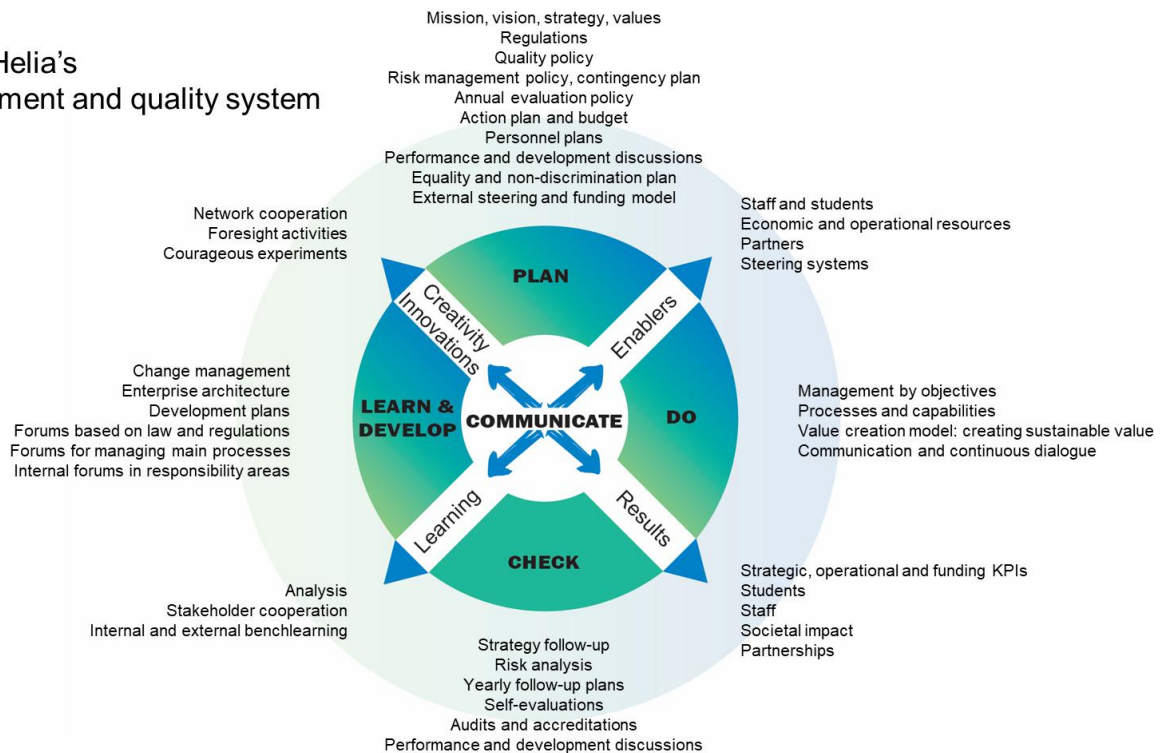 Helia's
ment and quality system
Mission, vision, strategy, values
Regulations
Quality policy
Risk management policy, contingency plan
Annual evaluation policy
Action plan and budget
Personnel plans
Performance and development discussions
Equality and non-discrimination plan
External steering and funding model
Network cooperation
Foresight activities
Courageous experiments
Staff and students
Economic and operational resources
Partners
Steering systems
PLAN
Creativity
Innovations
Enablers
Change management
Enterprise architecture
Development plans
Forums based on law and regulations
Forums for managing main processes
Internal forums in responsibility areas
LEARN &
DEVELOP
COMMUNICATE
DO
Management by objectives
Processes and capabilities
Value creation model: creating sustainable value
Communication and continuous dialogue
Learning
Results
CHECK
Analysis
Stakeholder cooperation
Internal and external benchlearning
Strategic, operational and funding KPIs
Students
Staff
Societal impact
Partnerships
Strategy follow-up
Risk analysis
Yearly follow-up plans
Self-evaluations
Audits and accreditations
Performance and development discussions